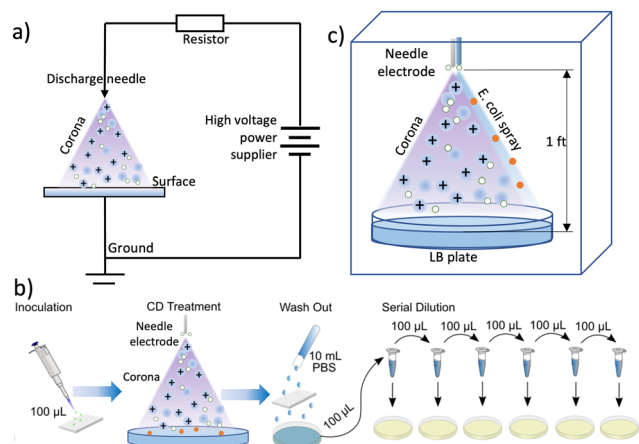 a)
Resistor
Discharge needle
Corona
High voltage
power
supplier
Surface
Ground
c)
Needle
electrode
E. coli spray
Corona
1 ft
LB plate
b)
Inoculation
100 µL
CD Treatment
Needle
electrode
Corona
Wash Out
10 mL
PBS
100 µL
Serial Dilution
100 µL
100 µL
100 µL
100 µL
100 µL